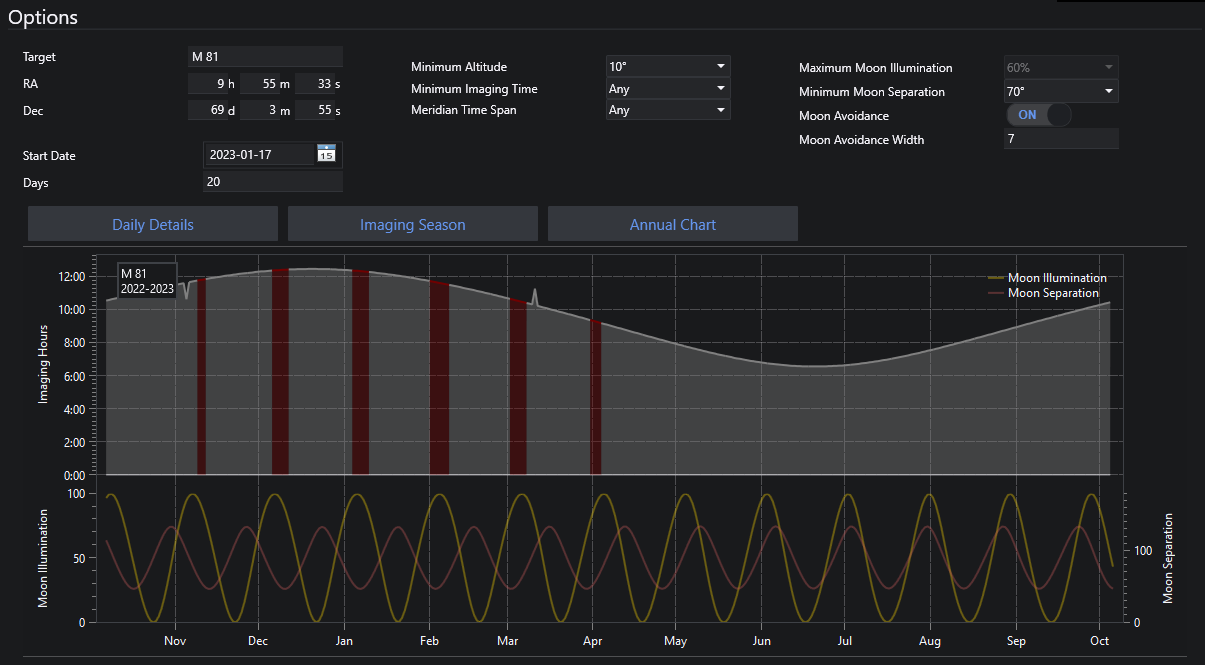 Options
Target M 81
RA 9 h 55 m 33 s
Dec 69 d 3 m 55 s
Start Date 2023-01-17 15
Days 20
Minimum Altitude 10°
Minimum Imaging Time Any
Meridian Time Span Any
Maximum Moon Illumination 60%
Minimum Moon Separation 70°
Moon Avoidance ON
Moon Avoidance Width 7
Daily Details Imaging Season Annual Chart
M 81
2022-2023
Moon Illumination
Moon Separation
Imaging Hours
12:00
10:00
8:00
6:00
4:00
2:00
0:00
Moon Illumination
100
50
0
100
0
Moon Separation
Nov Dec Jan Feb Mar Apr May Jun Jul Aug Sep Oct